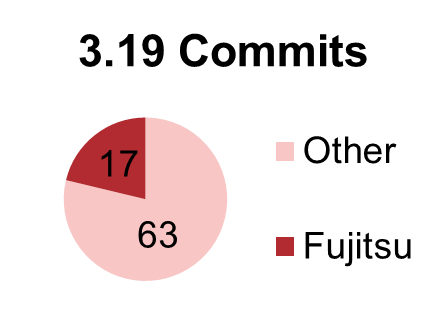 3.19 Commits
17
63
Other
Fujitsu